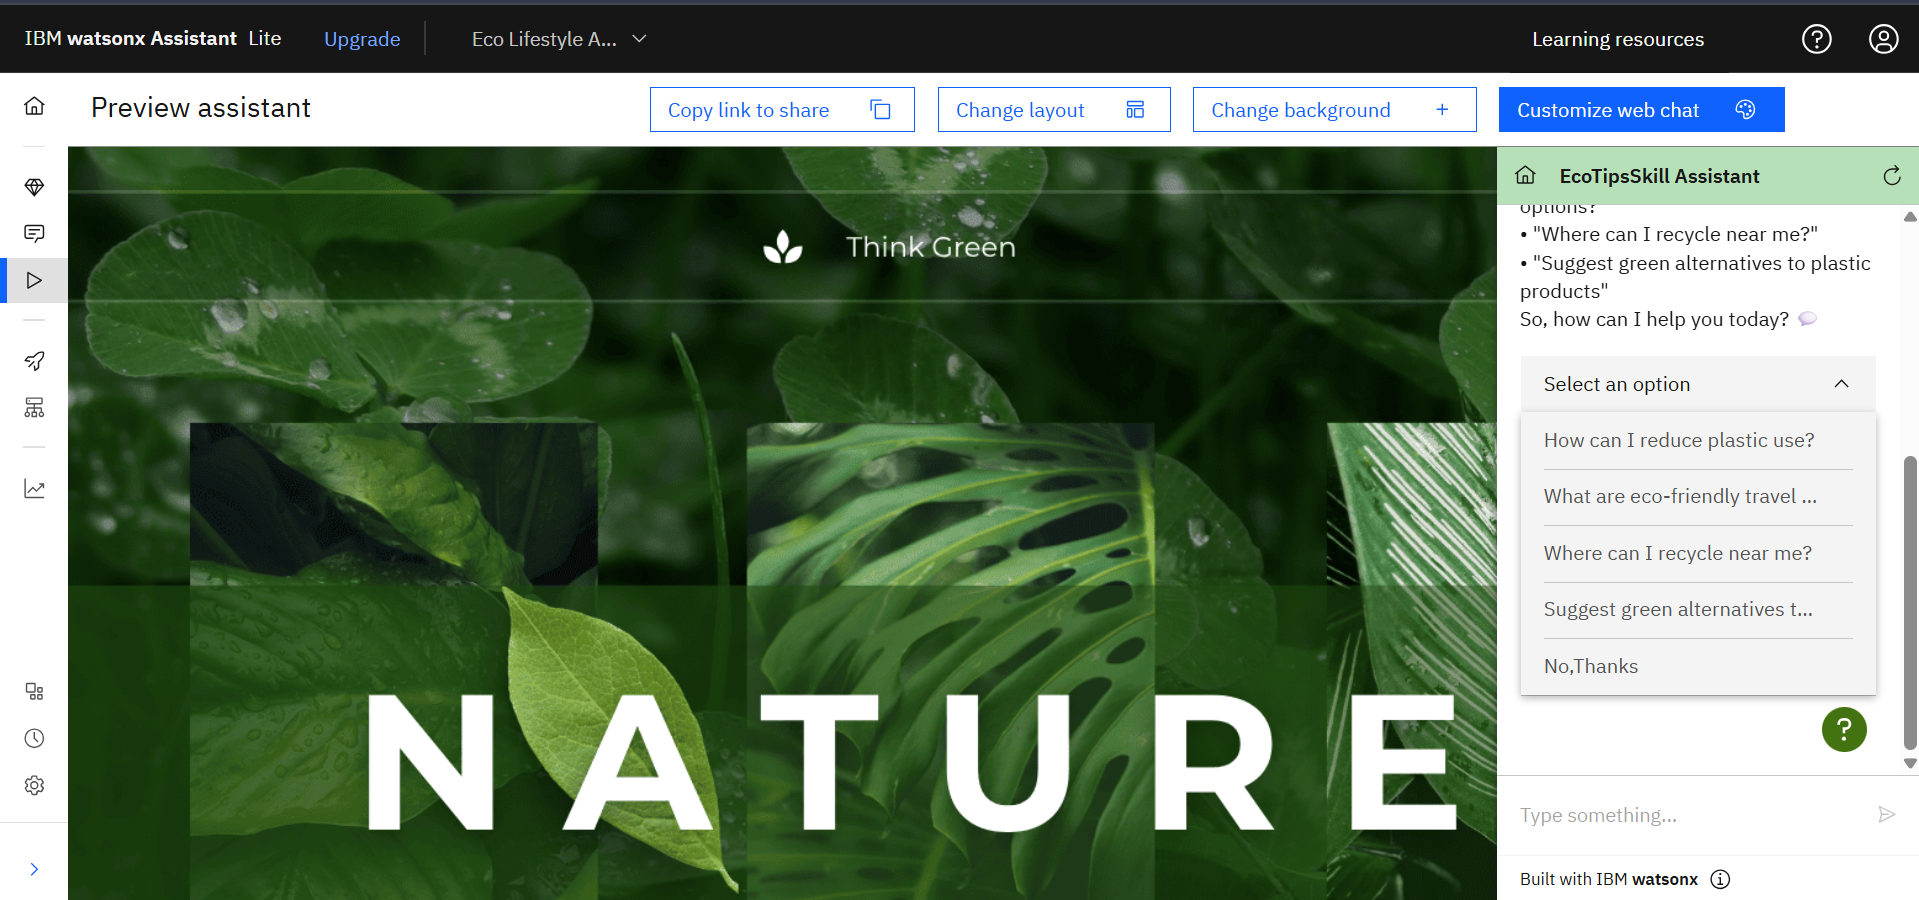 IBM watsonx Assistant Lite
Upgrade
Eco Lifestyle A...
Learning resources
Preview assistant
Copy link to share
Change layout
Change background
Customize web chat
Think Green
NATURE
EcoTipsSkill Assistant
options?
• "Where can I recycle near me?"
• "Suggest green alternatives to plastic
products"
So, how can I help you today?
Select an option
How can I reduce plastic use?
What are eco-friendly travel ...
Where can I recycle near me?
Suggest green alternatives t...
No,Thanks
?
Type something...
Built with IBM watsonx